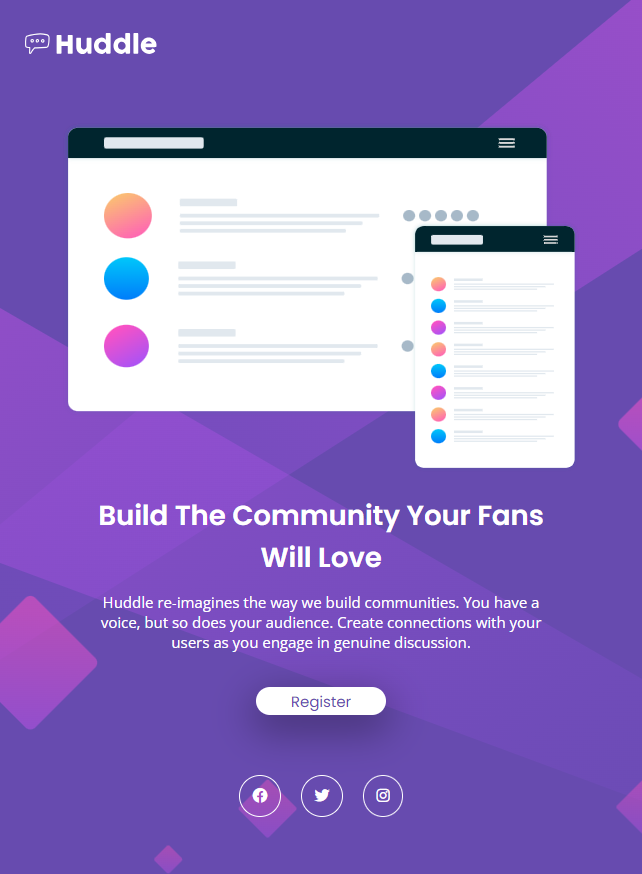 Huddle
Build The Community Your Fans
Will Love
Huddle re-imagines the way we build communities. You have a
voice, but so does your audience. Create connections with your
users as you engage in genuine discussion.
Register